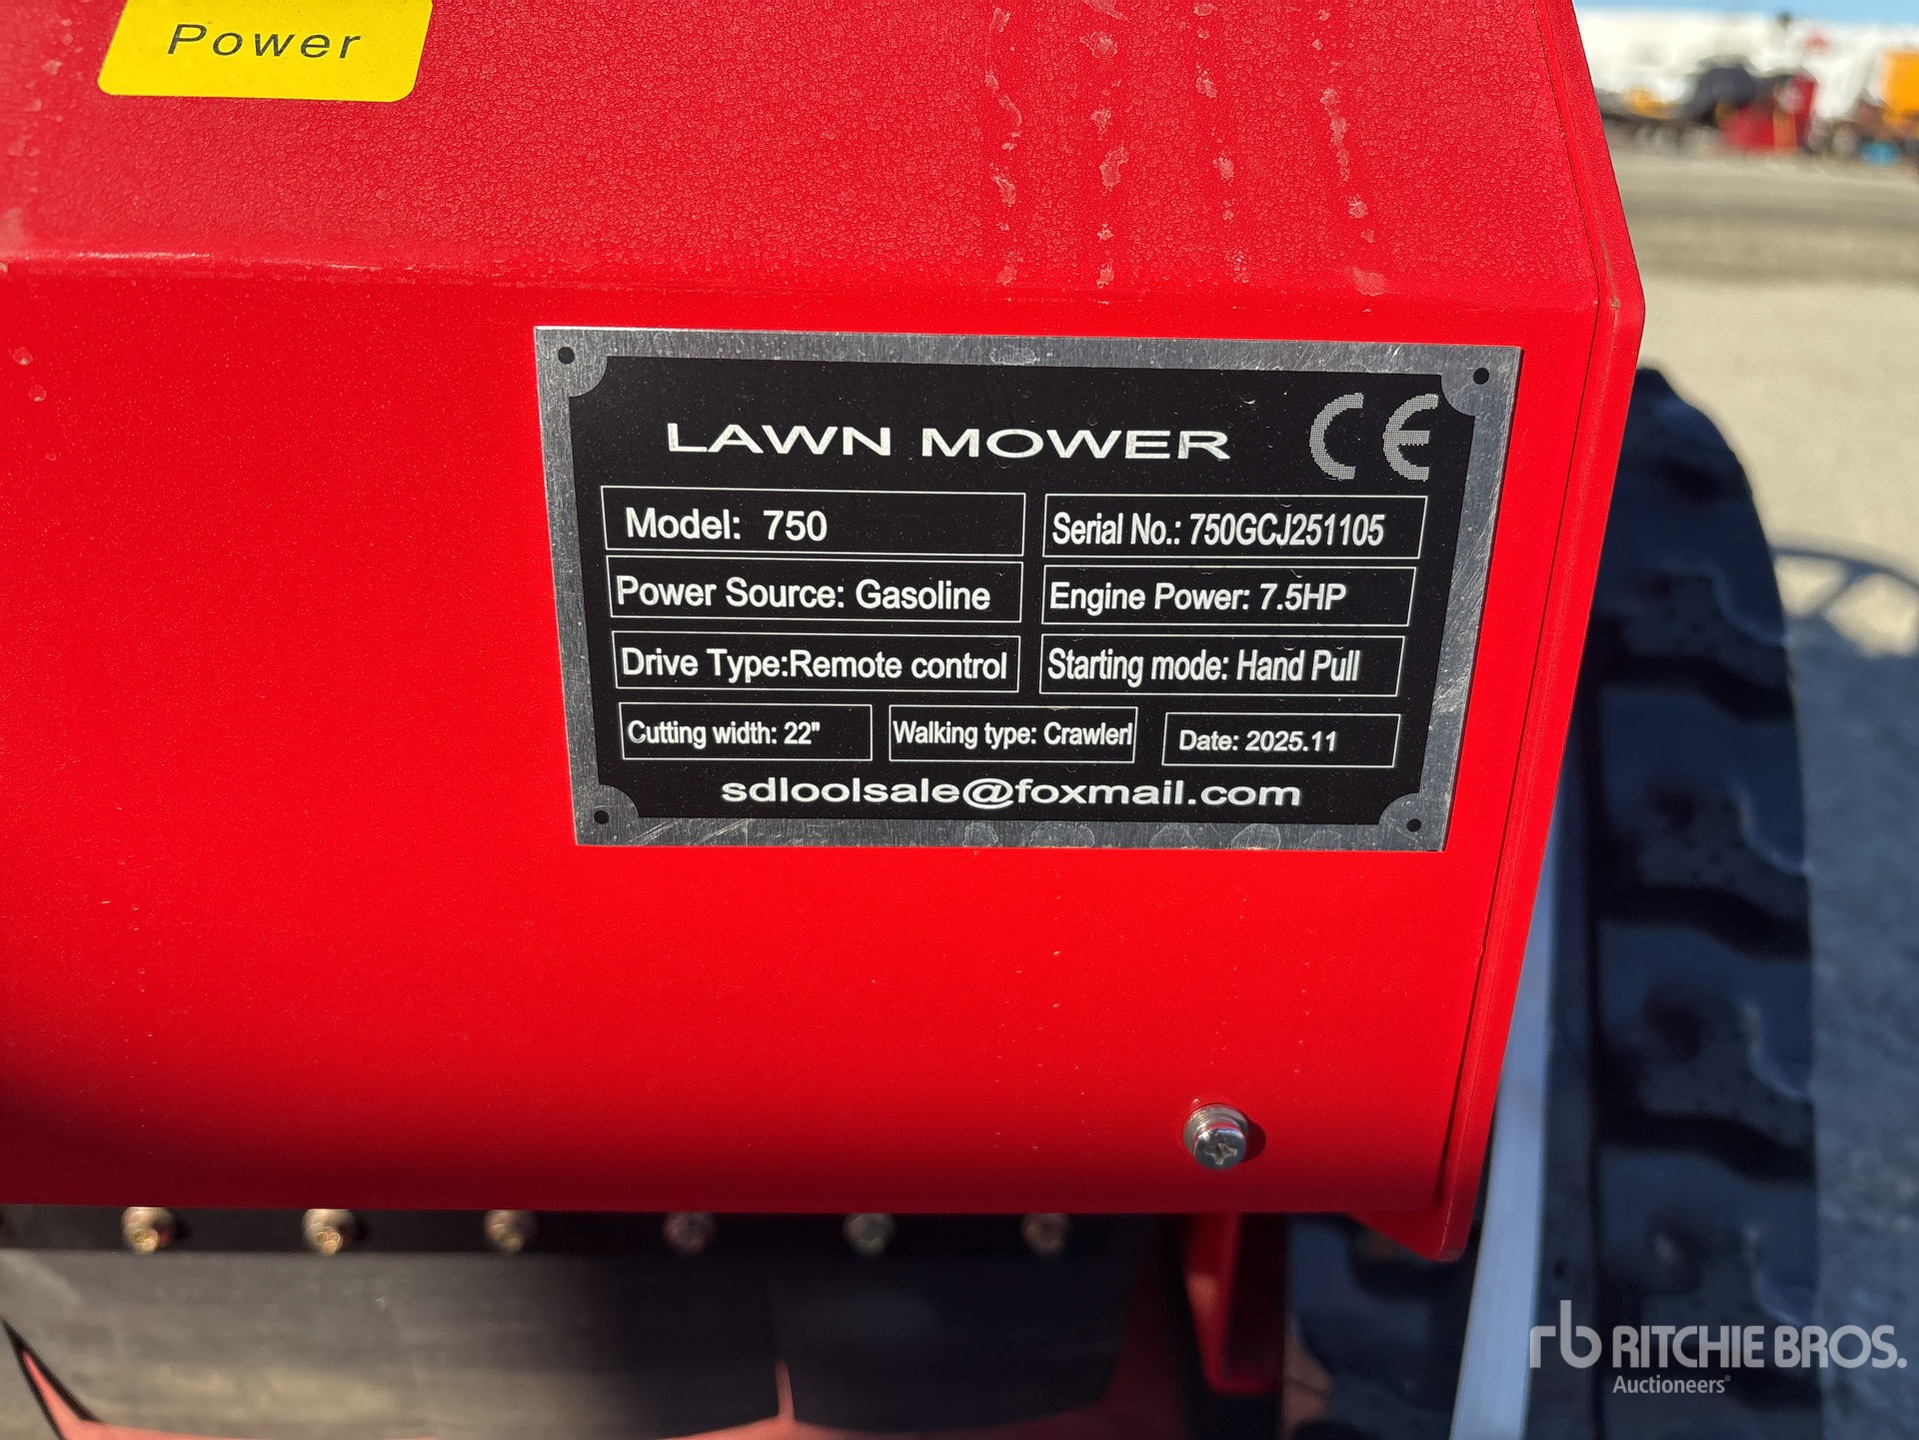 Power
LAWN MOWER CE
Model: 750
Serial No.: 750GCJ251105
Power Source: Gasoline
Engine Power: 7.5HP
Drive Type:Remote control
Starting mode: Hand Pull
Cutting width: 22"
Walking type: Crawlerl
Date: 2025.11
sdloolsale@foxmail.com
rb RITCHIE BROS.
Auctioneers®